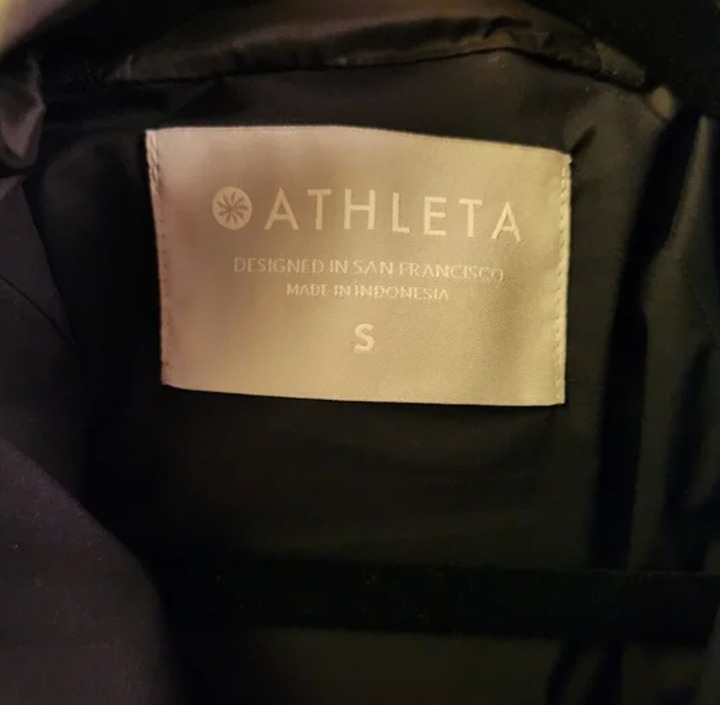 ATHLETA
DESIGNED IN SAN FRANCISCO
MADE IN INDONESIA
S